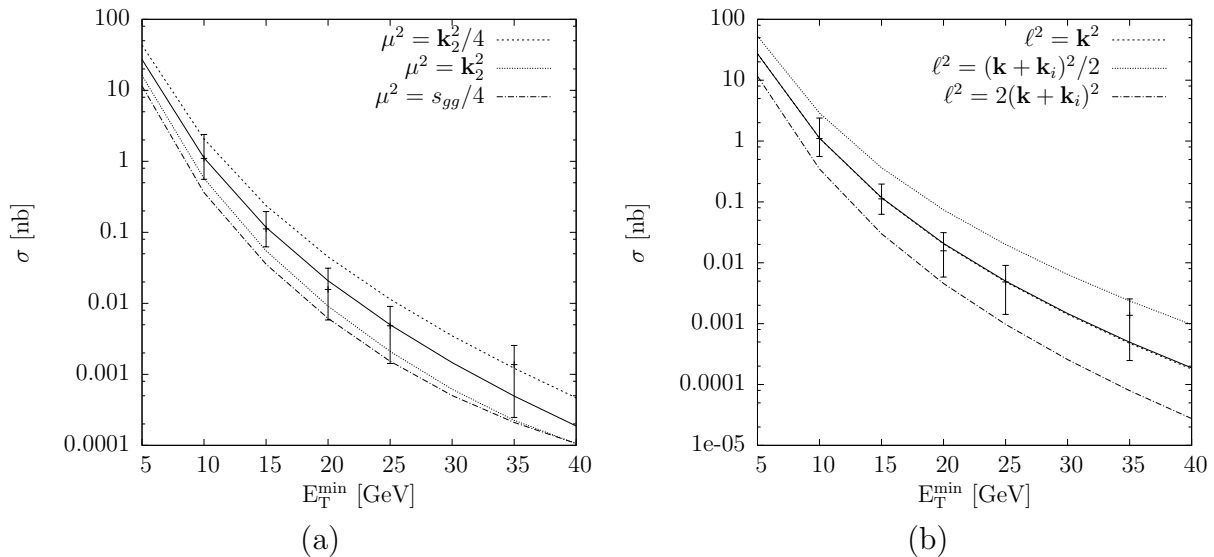 100
10
1
0.1
0.01
0.001
0.0001
σ [nb]
μ² = k₂²/4
μ² = k₂²
μ² = s_gg/4
5 10 15 20 25 30 35 40
E_T^min [GeV]
(a)
100
10
1
0.1
0.01
0.001
0.0001
1e-05
σ [nb]
ℓ² = k²
ℓ² = (k + kᵢ)²/2
ℓ² = 2(k + kᵢ)²
5 10 15 20 25 30 35 40
E_T^min [GeV]
(b)